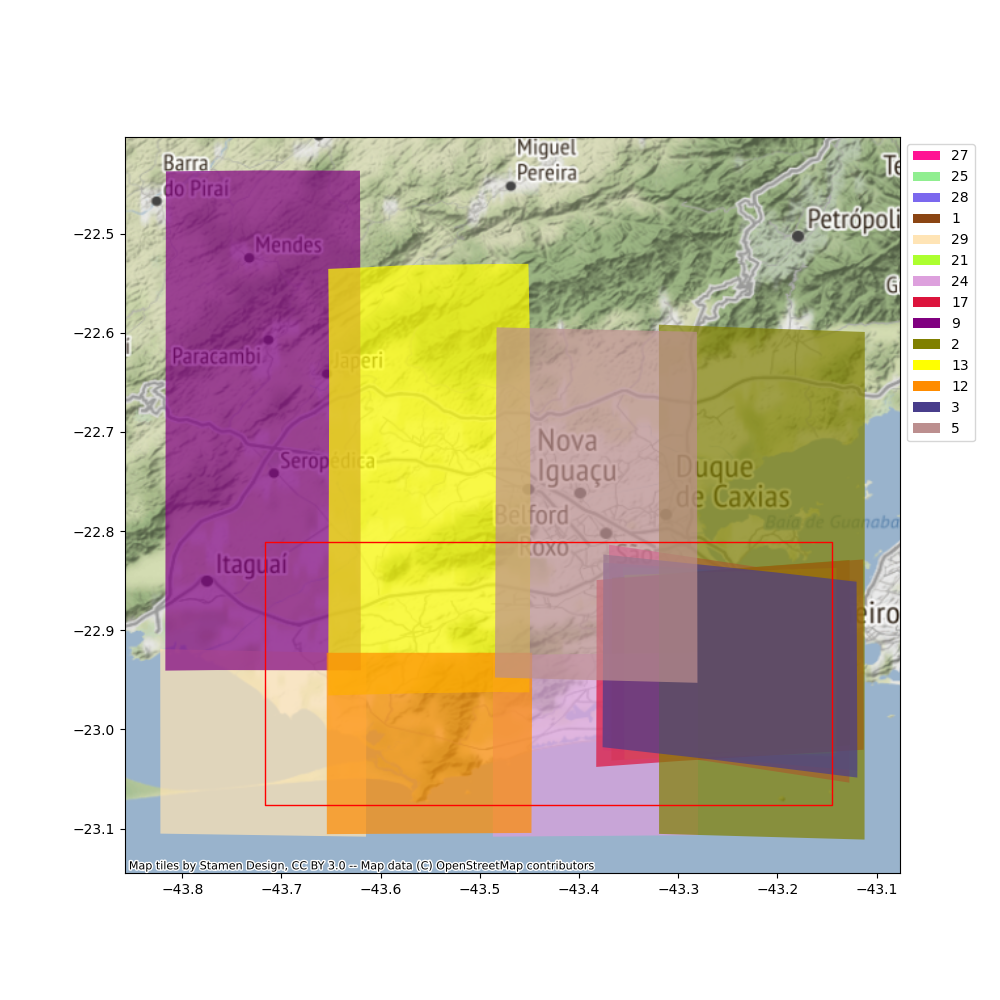 Barra
do Pirai
Miguel
Pereira
Te
Petrópoli
Mendes
G
Paracambi
Japeri
Seropédica
Nova
Iguaçu
Duque
de Caxias
Belford
Roxo
Baia de Guanaba
São
Itaguaí
eiro
i
−22.5
−22.6
−22.7
−22.8
−22.9
−23.0
−23.1
Map tiles by Stamen Design, CC BY 3.0 -- Map data (C) OpenStreetMap contributors
−43.8
−43.7
−43.6
−43.5
−43.4
−43.3
−43.2
−43.1
27
25
28
1
29
21
24
17
9
2
13
12
3
5